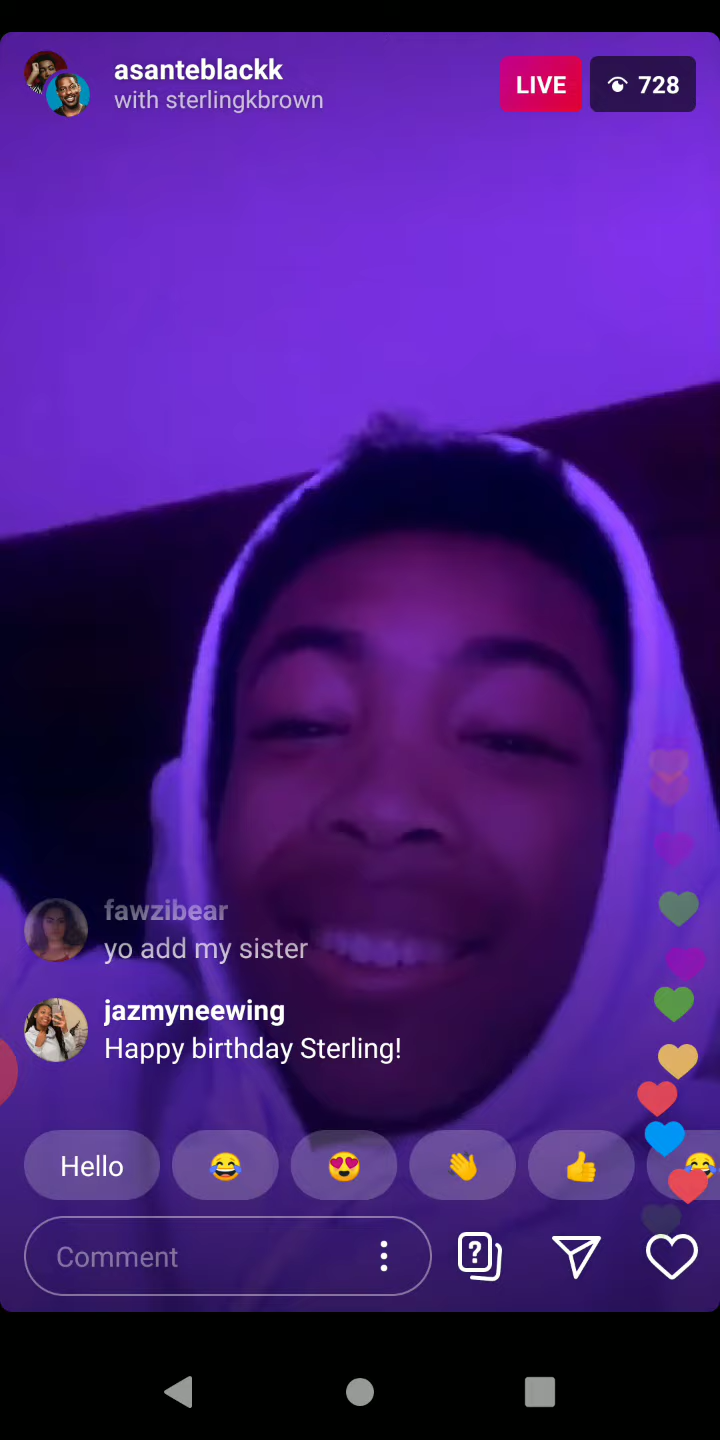 asanteblackk
with sterlingkbrown
LIVE
728
fawzibear
yo add my sister
jazmyneewing
Happy birthday Sterling!
Hello
Comment
?